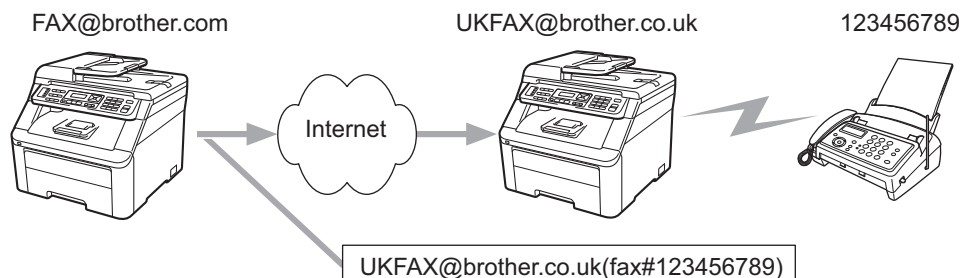 FAX@brother.com UKFAX@brother.co.uk 123456789
Internet
UKFAX@brother.co.uk(fax#123456789)